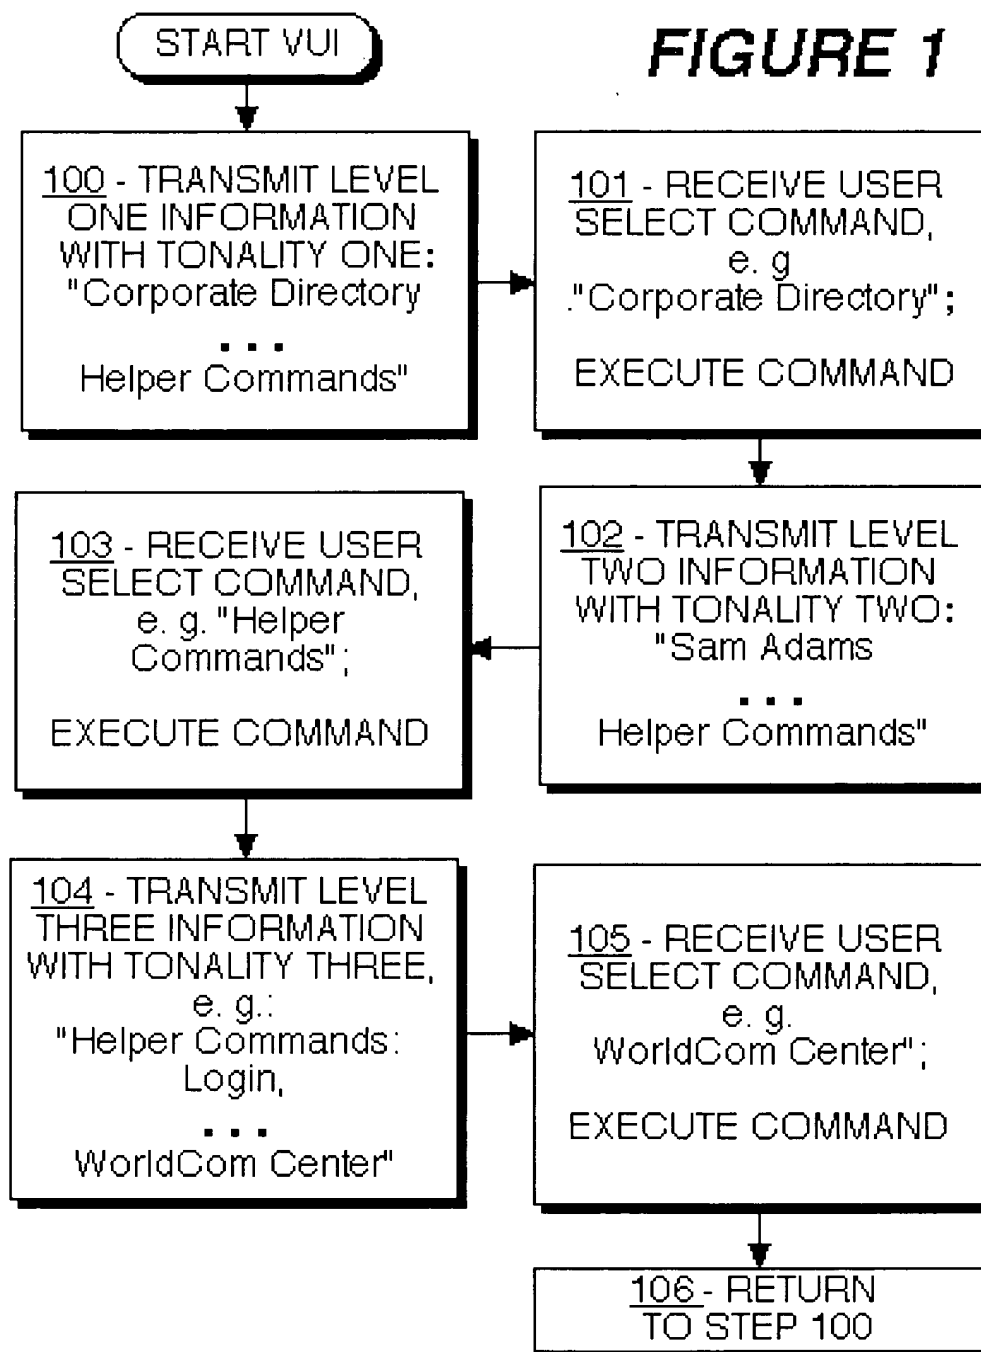 START VUI
FIGURE 1
100 - TRANSMIT LEVEL
ONE INFORMATION
WITH TONALITY ONE:
"Corporate Directory
...
Helper Commands"
101 - RECEIVE USER
SELECT COMMAND,
e. g
."Corporate Directory";
EXECUTE COMMAND
102 - TRANSMIT LEVEL
TWO INFORMATION
WITH TONALITY TWO:
"Sam Adams
...
Helper Commands"
103 - RECEIVE USER
SELECT COMMAND,
e. g. "Helper
Commands";
EXECUTE COMMAND
104 - TRANSMIT LEVEL
THREE INFORMATION
WITH TONALITY THREE,
e. g.:
"Helper Commands:
Login,
...
WorldCom Center"
105 - RECEIVE USER
SELECT COMMAND,
e. g.
WorldCom Center";
EXECUTE COMMAND
106 - RETURN
TO STEP 100